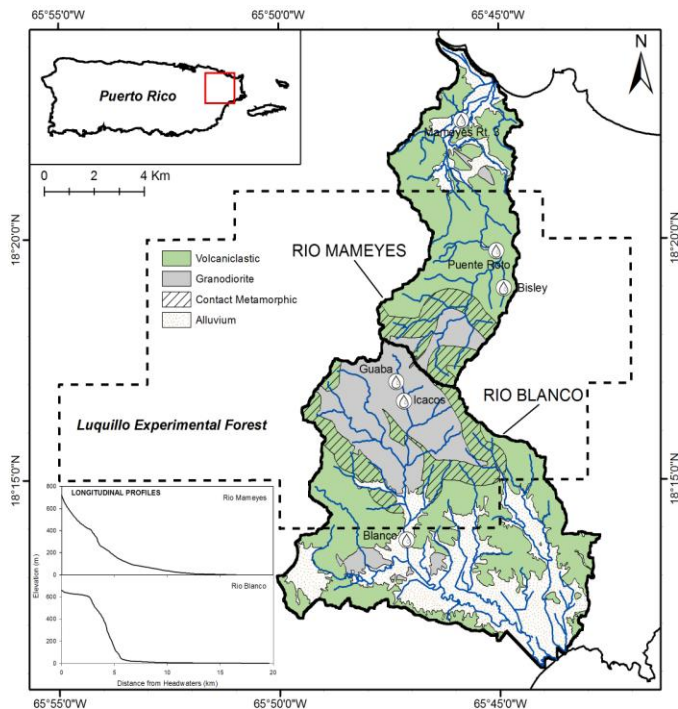 65°55'0"W
65°50'0"W
65°45'0"W
N
Puerto Rico
0 2 4 Km
Mameyes Rt. 3
18°20'0"N
18°20'0"N
Volcaniclastic
Granodiorite
Contact Metamorphic
Alluvium
RIO MAMEYES
Puente Roto
Bisley
Guaba
Icacos
RIO BLANCO
Luquillo Experimental Forest
18°15'0"N
18°15'0"N
Blanco
LONGITUDINAL PROFILES
Rio Mameyes
800
600
400
200
0
Elevation (m)
Rio Blanco
800
600
400
200
0
0 5 10 15 20
Distance from Headwaters (km)
65°55'0"W
65°50'0"W
65°45'0"W